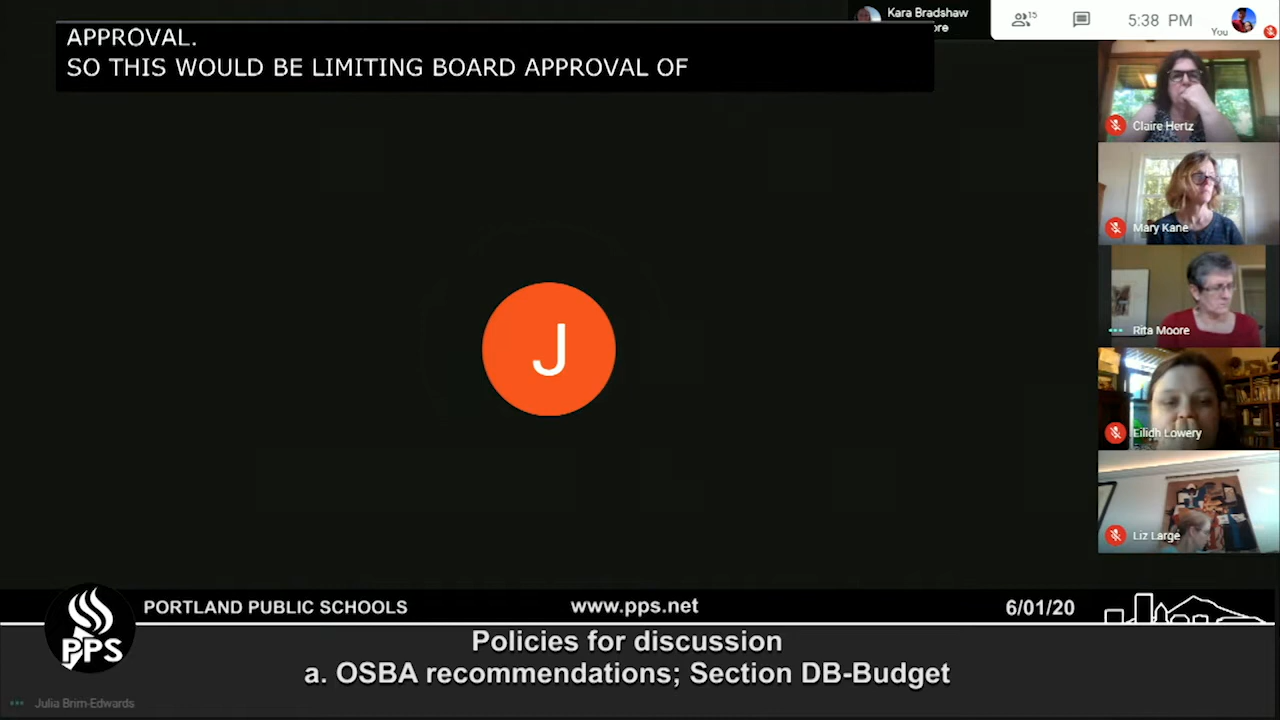 APPROVAL.
SO THIS WOULD BE LIMITING BOARD APPROVAL OF
Kara Bradshaw
ore
15
5:38 PM
You
Claire Hertz
Mary Kane
Rita Moore
Eilidh Lowery
Liz Large
J
PORTLAND PUBLIC SCHOOLS
www.pps.net
6/01/20
PPS
Policies for discussion
a. OSBA recommendations; Section DB-Budget
Julia Brim-Edwards